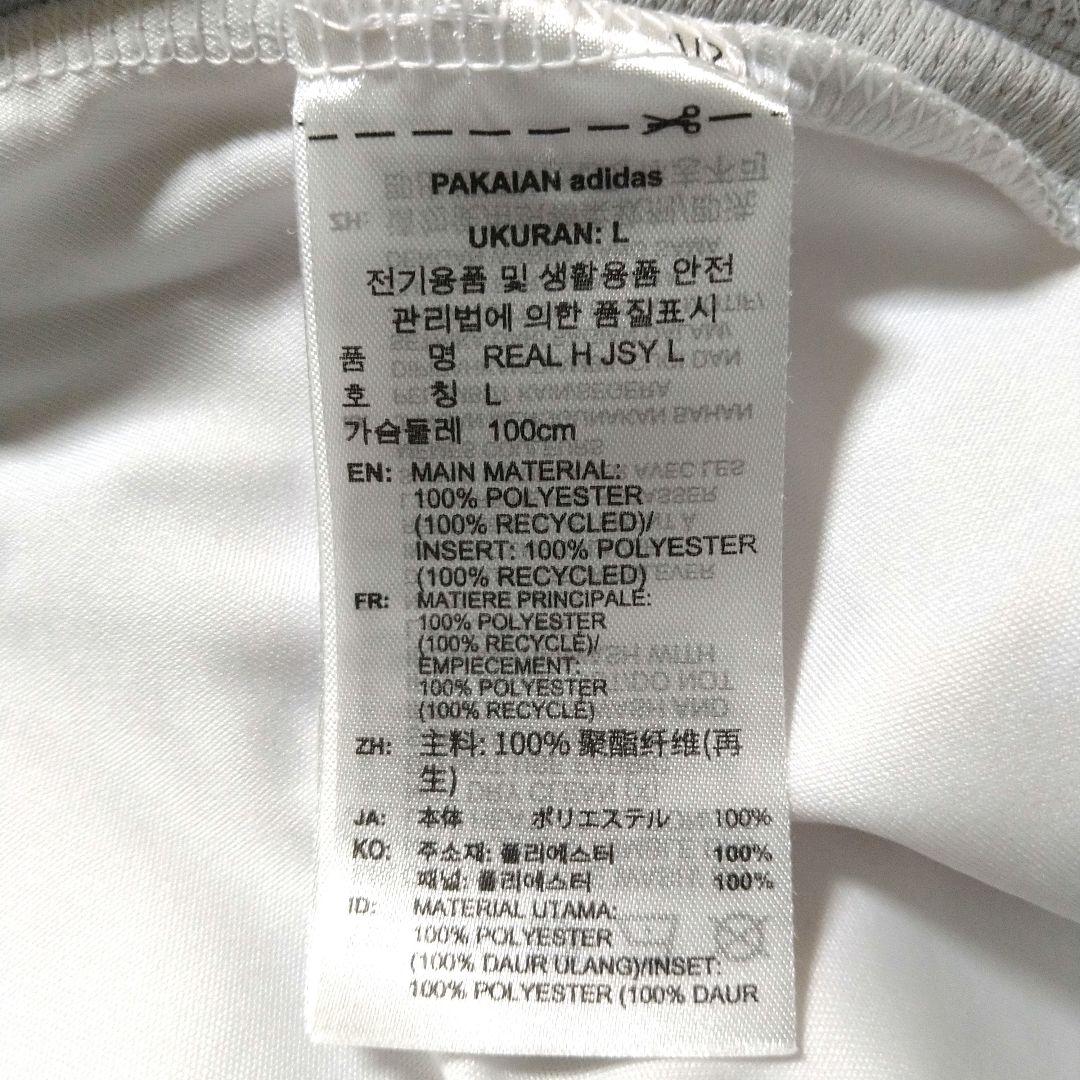 1/2
PAKAIAN adidas
UKURAN: L
전기용품 및 생활용품 안전
관리법에 의한 품질표시
품 명 REAL H JSY L
호 칭 L
가슴둘레 100cm
EN: MAIN MATERIAL:
100% POLYESTER
(100% RECYCLED)/
INSERT: 100% POLYESTER
(100% RECYCLED)
FR: MATIERE PRINCIPALE:
100% POLYESTER
(100% RECYCLÉ)/
EMPIECEMENT:
100% POLYESTER
(100% RECYCLÉ)
ZH: 主料: 100% 聚酯纤维(再
生)
JA: 本体 ポリエステル 100%
KO: 주소재: 폴리에스터 100%
패널: 폴리에스터 100%
ID: MATERIAL UTAMA:
100% POLYESTER
(100% DAUR ULANG)/INSET:
100% POLYESTER (100% DAUR